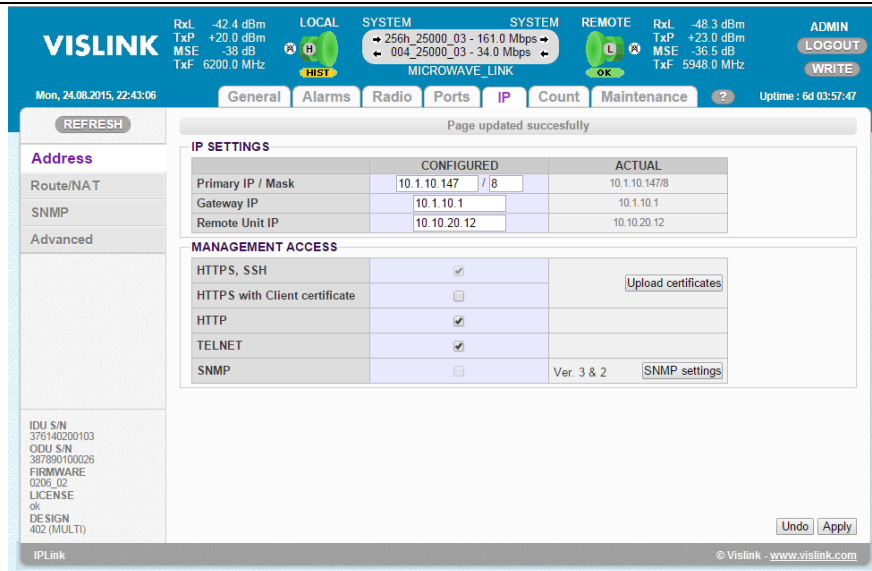 VISLINK
RxL -42.4 dBm
TxP +20.0 dBm
MSE -38 dB
TxF 6200.0 MHz
LOCAL
R H
HIST
SYSTEM SYSTEM
→ 256h_25000_03 - 161.0 Mbps →
← 004_25000_03 - 34.0 Mbps ←
MICROWAVE_LINK
REMOTE
L R
OK
RxL -48.3 dBm
TxP +23.0 dBm
MSE -36.5 dB
TxF 5948.0 MHz
ADMIN
LOGOUT
WRITE
Mon, 24.08.2015, 22:43:06
General Alarms Radio Ports IP Count Maintenance ?
Uptime : 6d 03:57:47
REFRESH
Page updated succesfully
Address
Route/NAT
SNMP
Advanced
IP SETTINGS
CONFIGURED ACTUAL
Primary IP / Mask 10.1.10.147 / 8 10.1.10.147/8
Gateway IP 10.1.10.1 10.1.10.1
Remote Unit IP 10.10.20.12 10.10.20.12
MANAGEMENT ACCESS
HTTPS, SSH
Upload certificates
HTTPS with Client certificate
HTTP
TELNET
SNMP Ver. 3 & 2 SNMP settings
IDU S/N
376140200103
ODU S/N
387890100026
FIRMWARE
0206_02
LICENSE
ok
DESIGN
402 (MULTI)
Undo Apply
IPLink
© Vislink - www.vislink.com